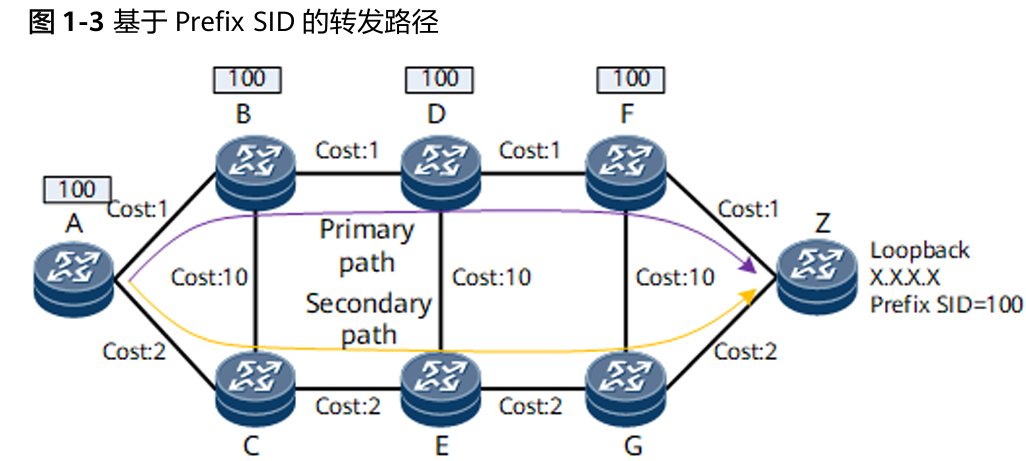 图 1-3 基于 Prefix SID 的转发路径
100
100
100
B
D
F
Cost:1
Cost:1
100
Cost:1
Cost:1
A
Z
Primary
path
Loopback
X.X.X.X
Prefix SID=100
Cost:10
Cost:10
Cost:10
Secondary
path
Cost:2
Cost:2
Cost:2
Cost:2
C
E
G